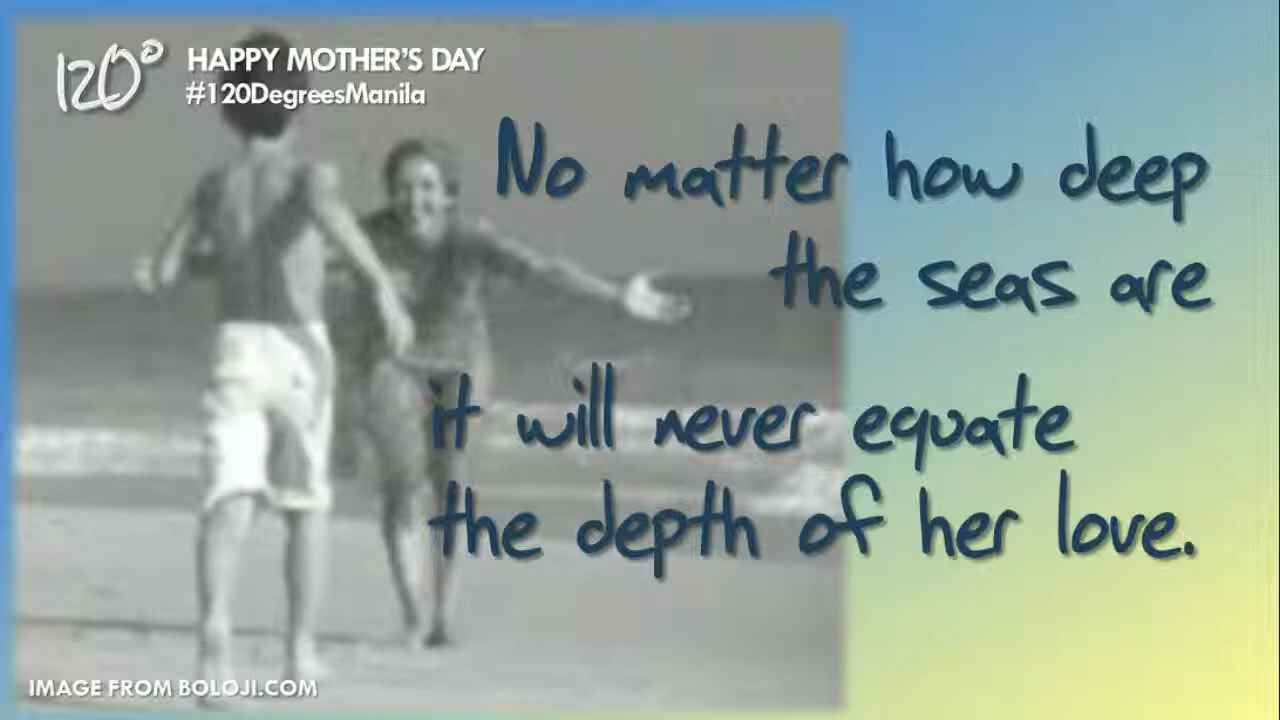 120°
HAPPY MOTHER'S DAY
#120DegreesManila
No matter how deep
the seas are
it will never equate
the depth of her love.
IMAGE FROM BOLOJI.COM